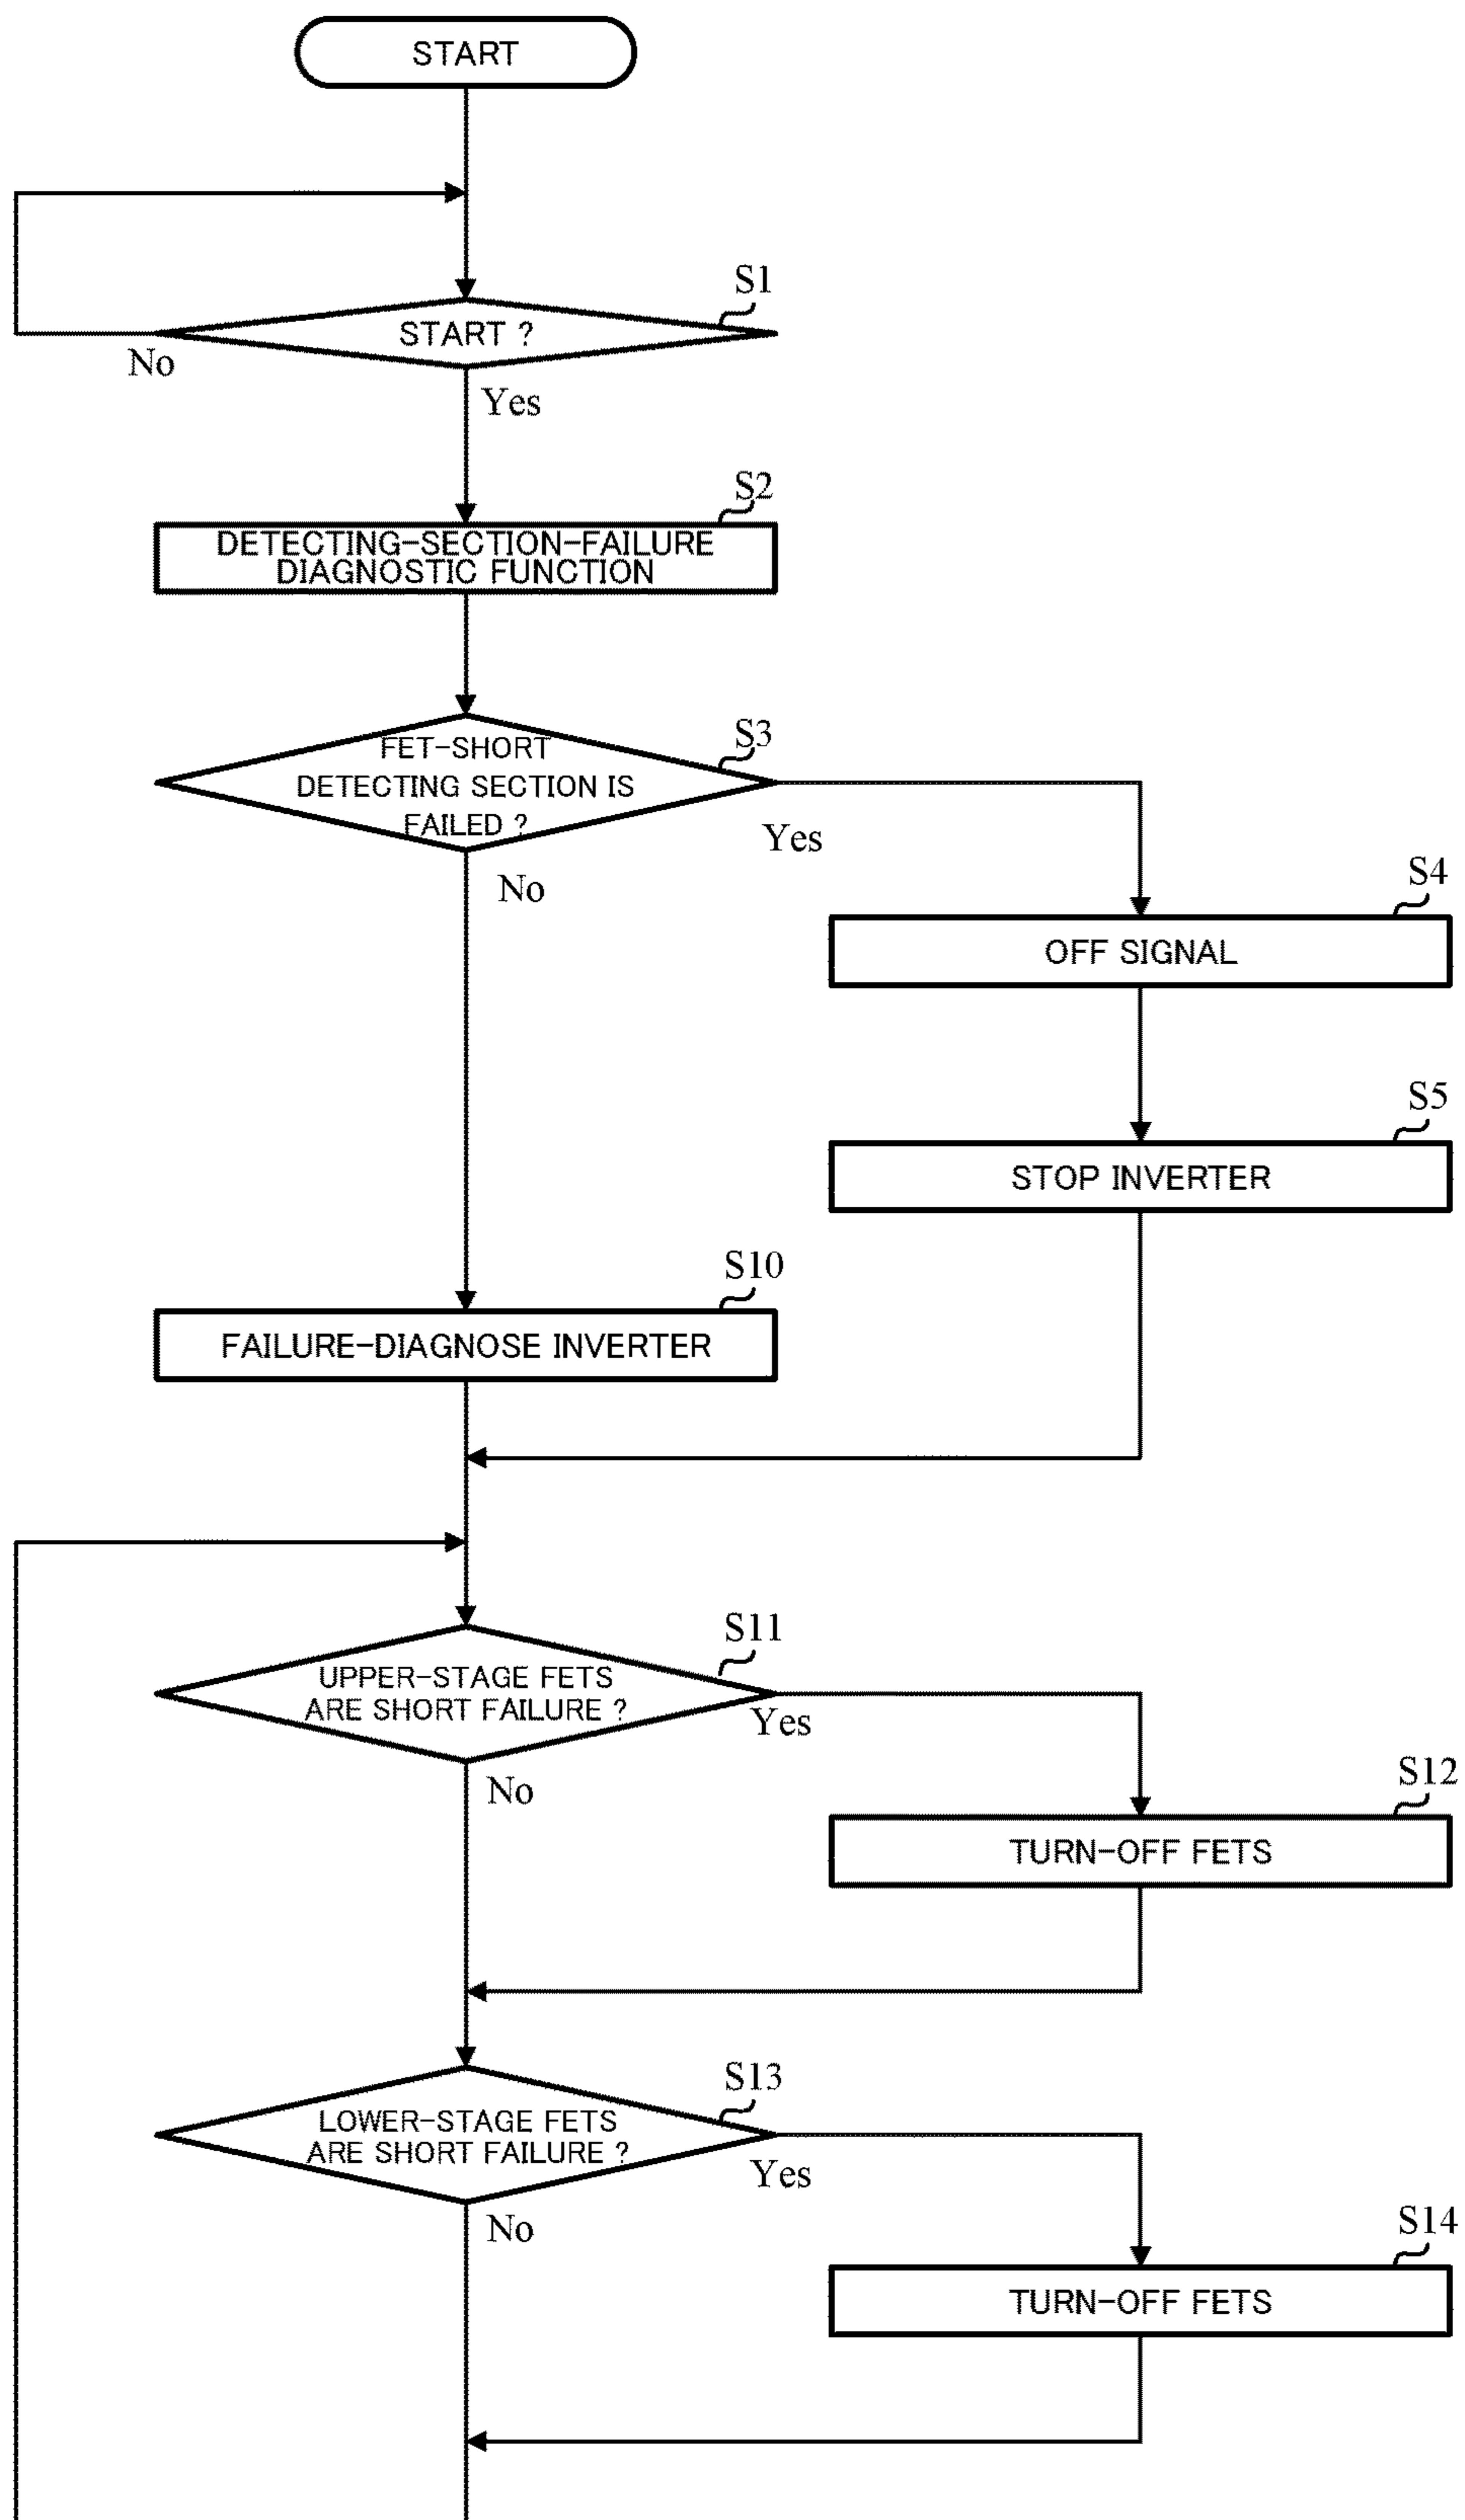 START
S1
START ?
No
Yes
S2
DETECTING-SECTION-FAILURE
DIAGNOSTIC FUNCTION
S3
FET-SHORT
DETECTING SECTION IS
FAILED ?
Yes
No
S4
OFF SIGNAL
S5
STOP INVERTER
S10
FAILURE-DIAGNOSE INVERTER
S11
UPPER-STAGE FETS
ARE SHORT FAILURE ?
Yes
No
S12
TURN-OFF FETS
S13
LOWER-STAGE FETS
ARE SHORT FAILURE ?
Yes
No
S14
TURN-OFF FETS